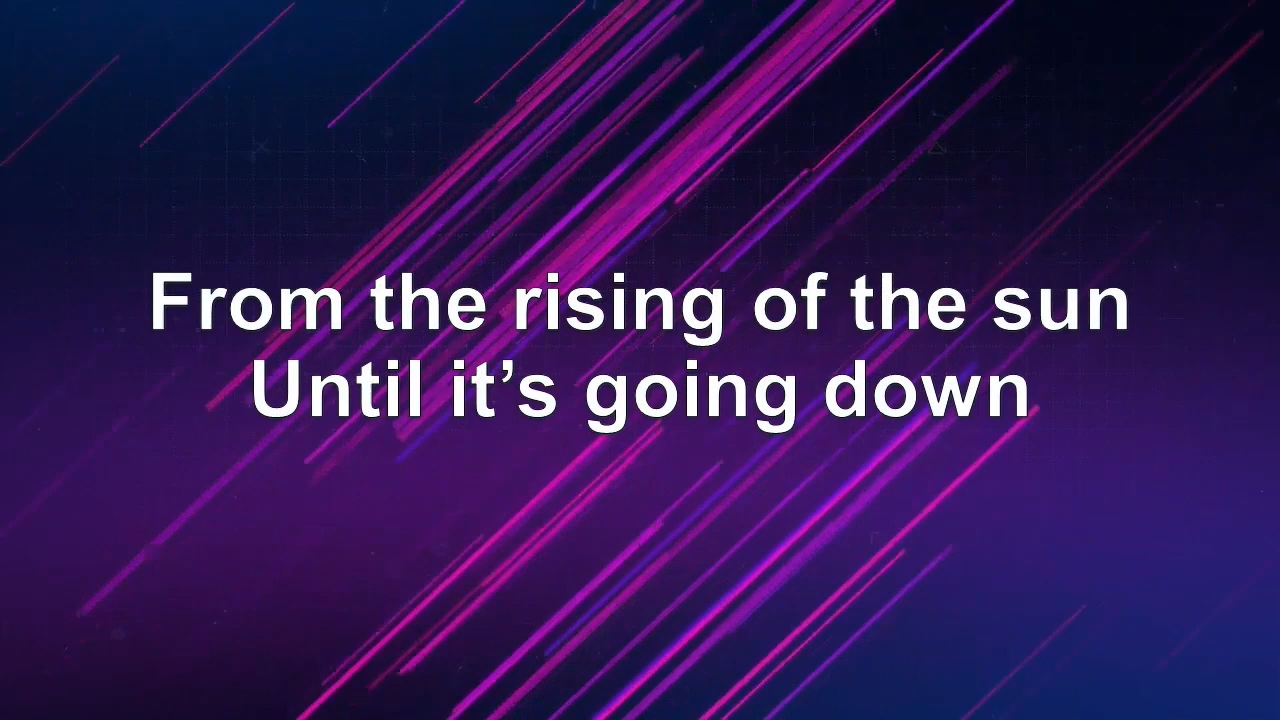 From the rising of the sun
Until it’s going down